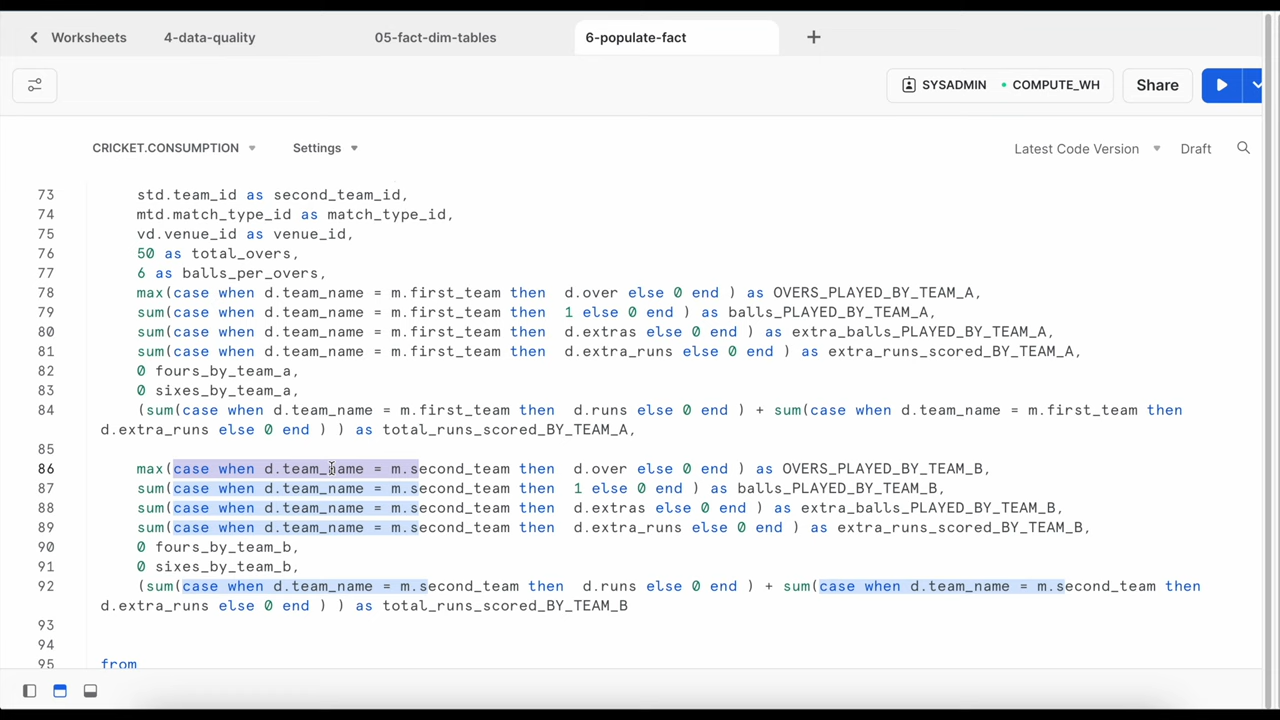 Worksheets
4-data-quality
05-fact-dim-tables
6-populate-fact
SYSADMIN
COMPUTE_WH
Share
CRICKET.CONSUMPTION
Settings
Latest Code Version
Draft
73 std.team_id as second_team_id,
74 mtd.match_type_id as match_type_id,
75 vd.venue_id as venue_id,
76 50 as total_overs,
77 6 as balls_per_overs,
78 max(case when d.team_name = m.first_team then  d.over else 0 end ) as OVERS_PLAYED_BY_TEAM_A,
79 sum(case when d.team_name = m.first_team then  1 else 0 end ) as balls_PLAYED_BY_TEAM_A,
80 sum(case when d.team_name = m.first_team then  d.extras else 0 end ) as extra_balls_PLAYED_BY_TEAM_A,
81 sum(case when d.team_name = m.first_team then  d.extra_runs else 0 end ) as extra_runs_scored_BY_TEAM_A,
82 0 fours_by_team_a,
83 0 sixes_by_team_a,
84 (sum(case when d.team_name = m.first_team then  d.runs else 0 end ) + sum(case when d.team_name = m.first_team then
d.extra_runs else 0 end ) ) as total_runs_scored_BY_TEAM_A,
85
86 max(case when d.team_name = m.second_team then  d.over else 0 end ) as OVERS_PLAYED_BY_TEAM_B,
87 sum(case when d.team_name = m.second_team then  1 else 0 end ) as balls_PLAYED_BY_TEAM_B,
88 sum(case when d.team_name = m.second_team then  d.extras else 0 end ) as extra_balls_PLAYED_BY_TEAM_B,
89 sum(case when d.team_name = m.second_team then  d.extra_runs else 0 end ) as extra_runs_scored_BY_TEAM_B,
90 0 fours_by_team_b,
91 0 sixes_by_team_b,
92 (sum(case when d.team_name = m.second_team then  d.runs else 0 end ) + sum(case when d.team_name = m.second_team then
d.extra_runs else 0 end ) ) as total_runs_scored_BY_TEAM_B
93
94
95 from